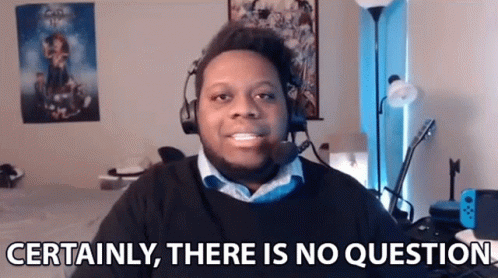 CERTAINLY, THERE IS NO QUESTION